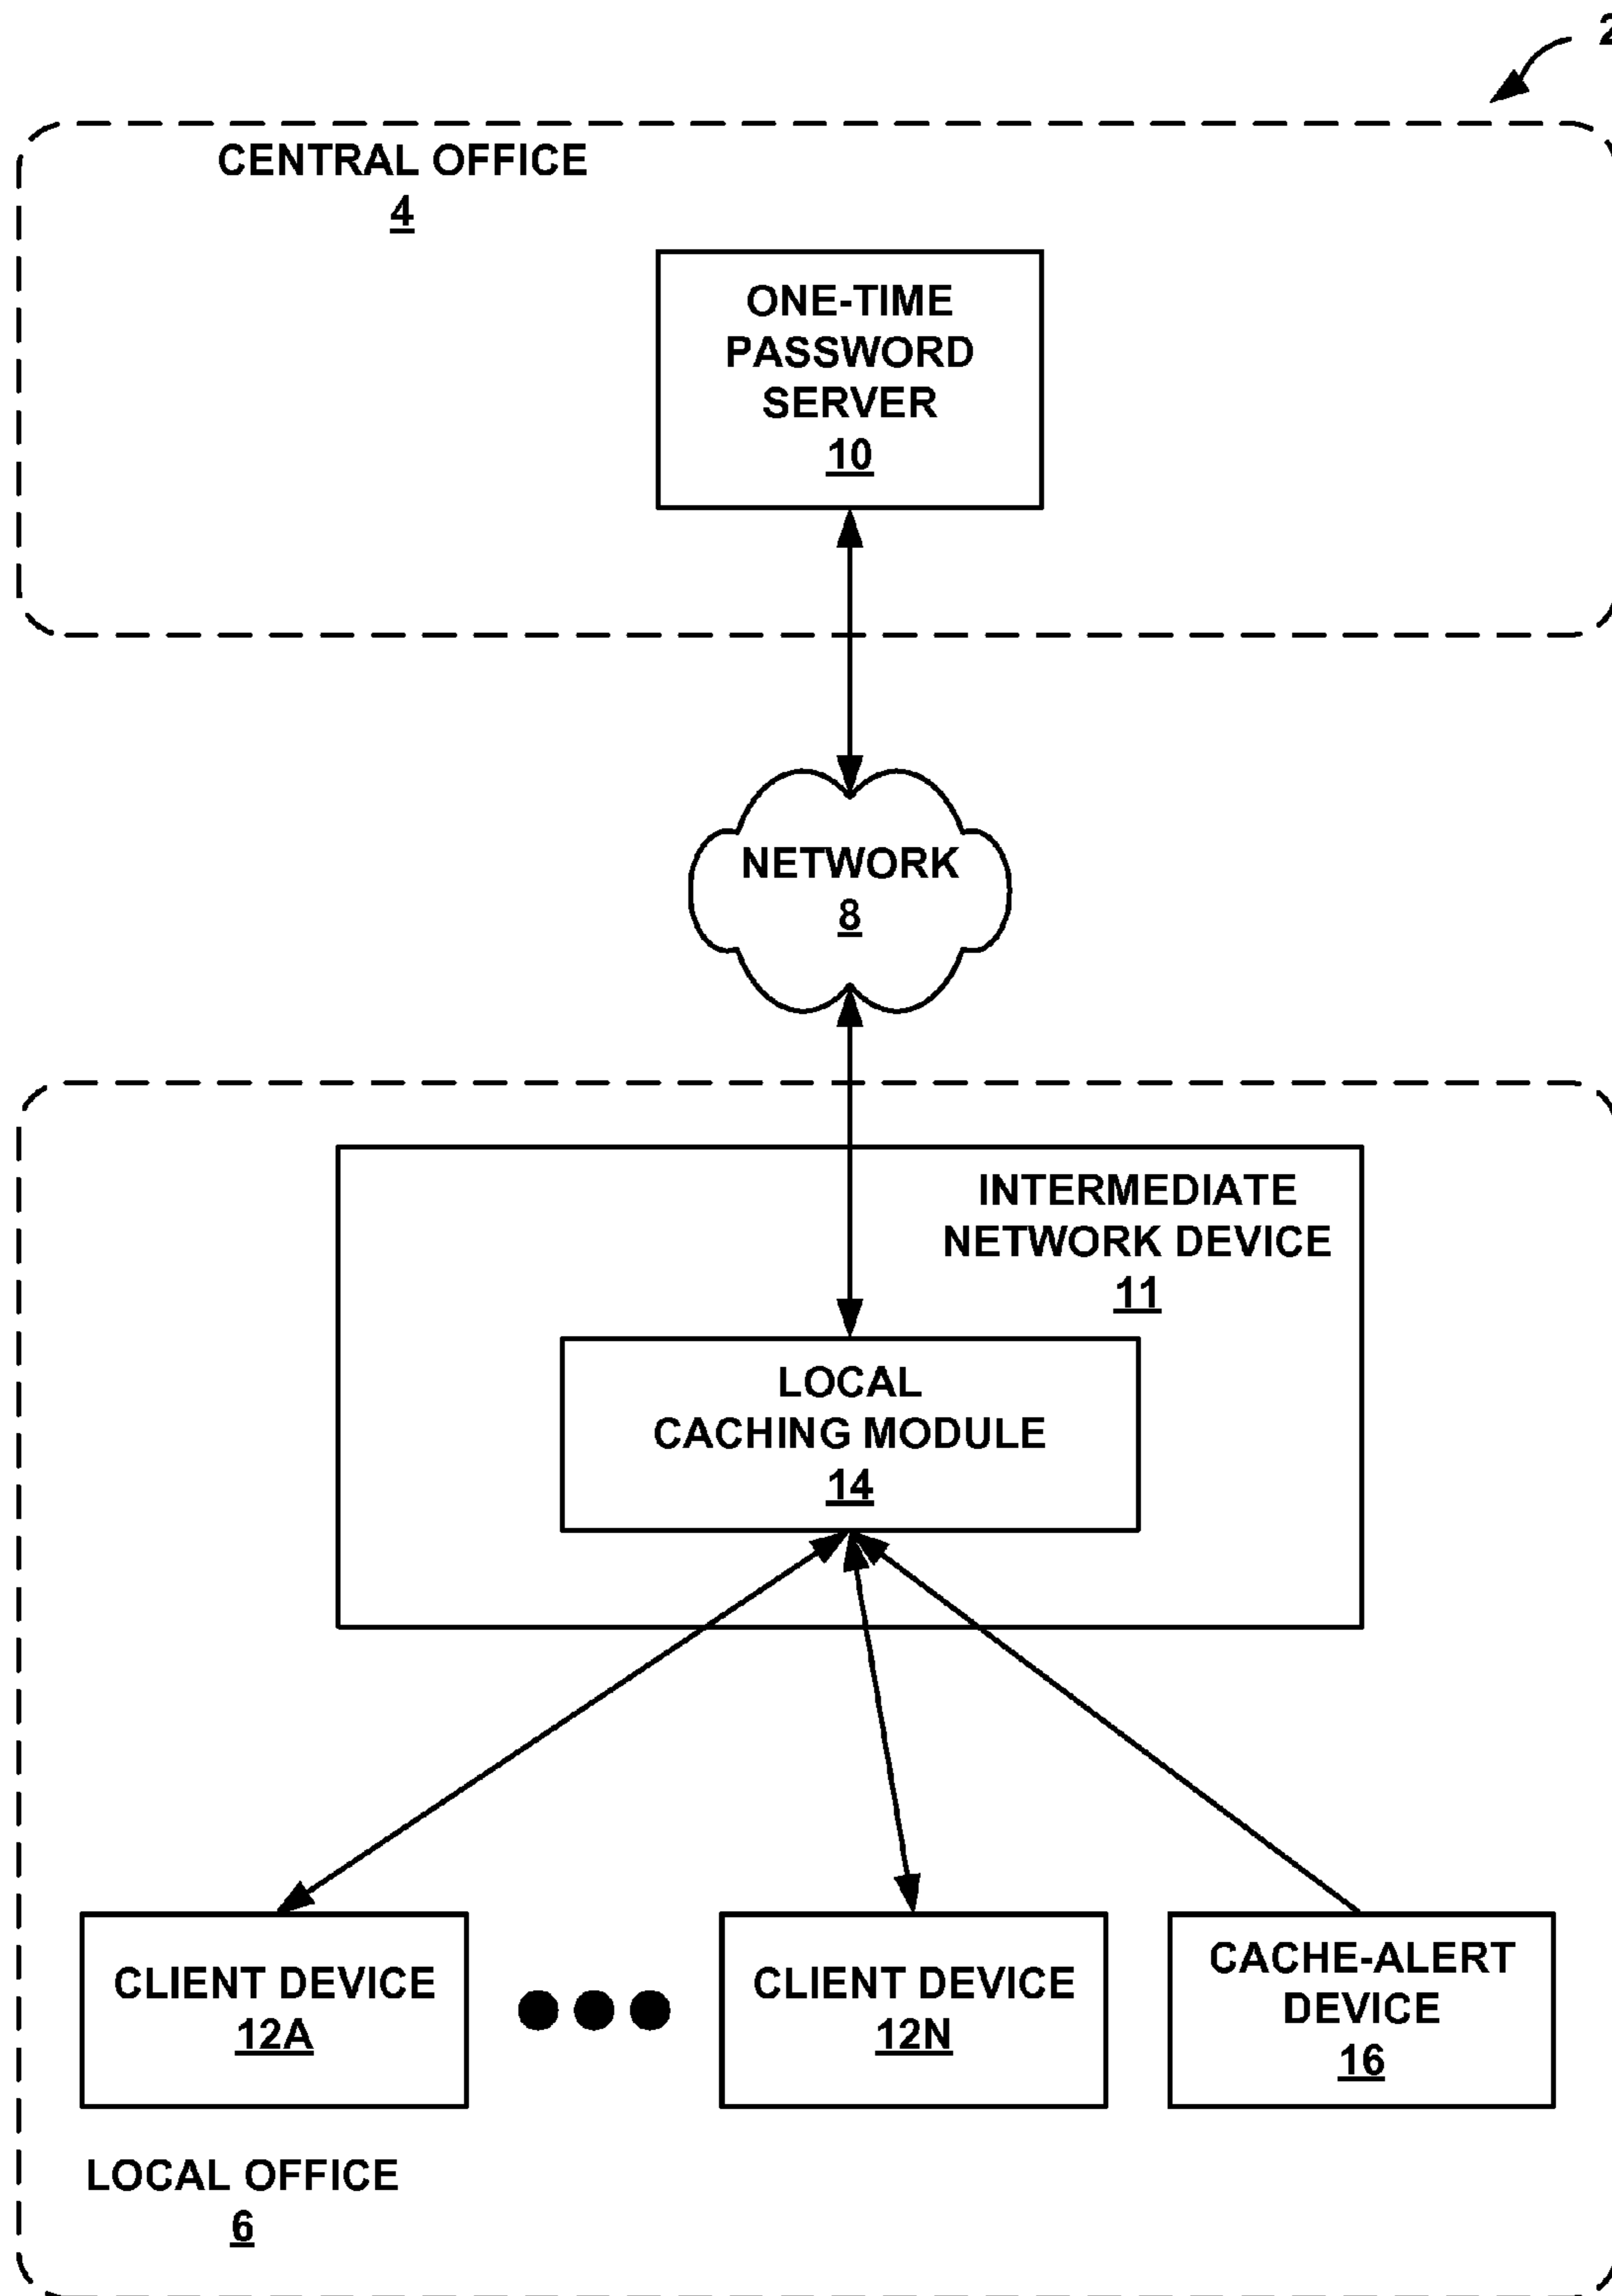 2
CENTRAL OFFICE
4
ONE-TIME
PASSWORD
SERVER
10
NETWORK
8
INTERMEDIATE
NETWORK DEVICE
11
LOCAL
CACHING MODULE
14
CLIENT DEVICE
12A
CLIENT DEVICE
12N
CACHE-ALERT
DEVICE
16
LOCAL OFFICE
6